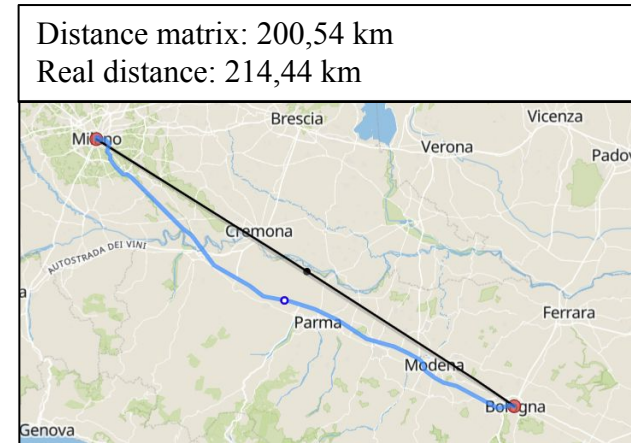 Distance matrix: 200,54 km
Real distance: 214,44 km
Brescia
Vicenza
Milano
Verona
Pado
Cremona
AUTOSTRADA DEI VINI
a
Ferrara
Parma
Modena
Bologna
Genova